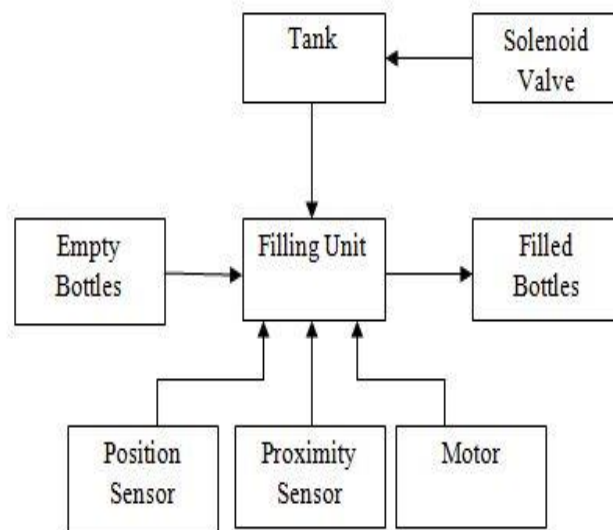 Tank
Solenoid
Valve
Empty
Bottles
Filling Unit
Filled
Bottles
Position
Sensor
Proximity
Sensor
Motor